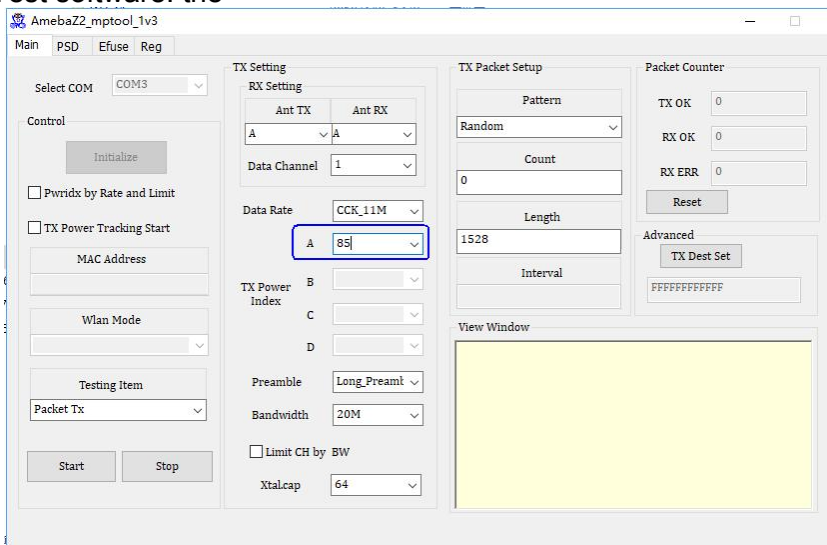 AmebaZ2_mptool_1v3
Main PSD Efuse Reg
Select COM COM3
Control
Initialize
Pwridx by Rate and Limit
TX Power Tracking Start
MAC Address
Wlan Mode
Testing Item
Packet Tx
Start Stop
TX Setting
RX Setting
Ant TX Ant RX
A A
Data Channel 1
Data Rate CCK_11M
A 85
TX Power Index
B
C
D
Preamble Long_Preamb
Bandwidth 20M
Limit CH by BW
Xtalcap 64
TX Packet Setup
Pattern
Random
Count
0
Length
1528
Interval
Packet Counter
TX OK 0
RX OK 0
RX ERR 0
Reset
Advanced
TX Dest Set
FFFFFFFFFFFF
View Window